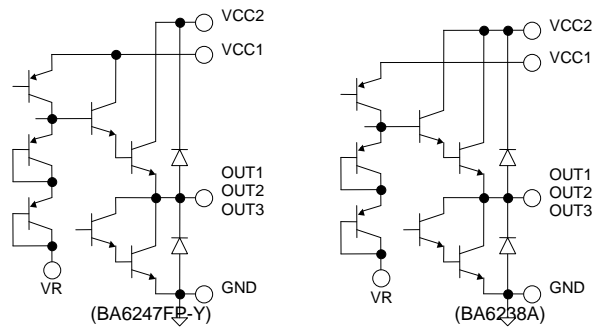 VCC2
VCC1
OUT1
OUT2
OUT3
VR
GND
(BA6247FP-Y)
VCC2
VCC1
OUT1
OUT2
OUT3
VR
GND
(BA6238A)